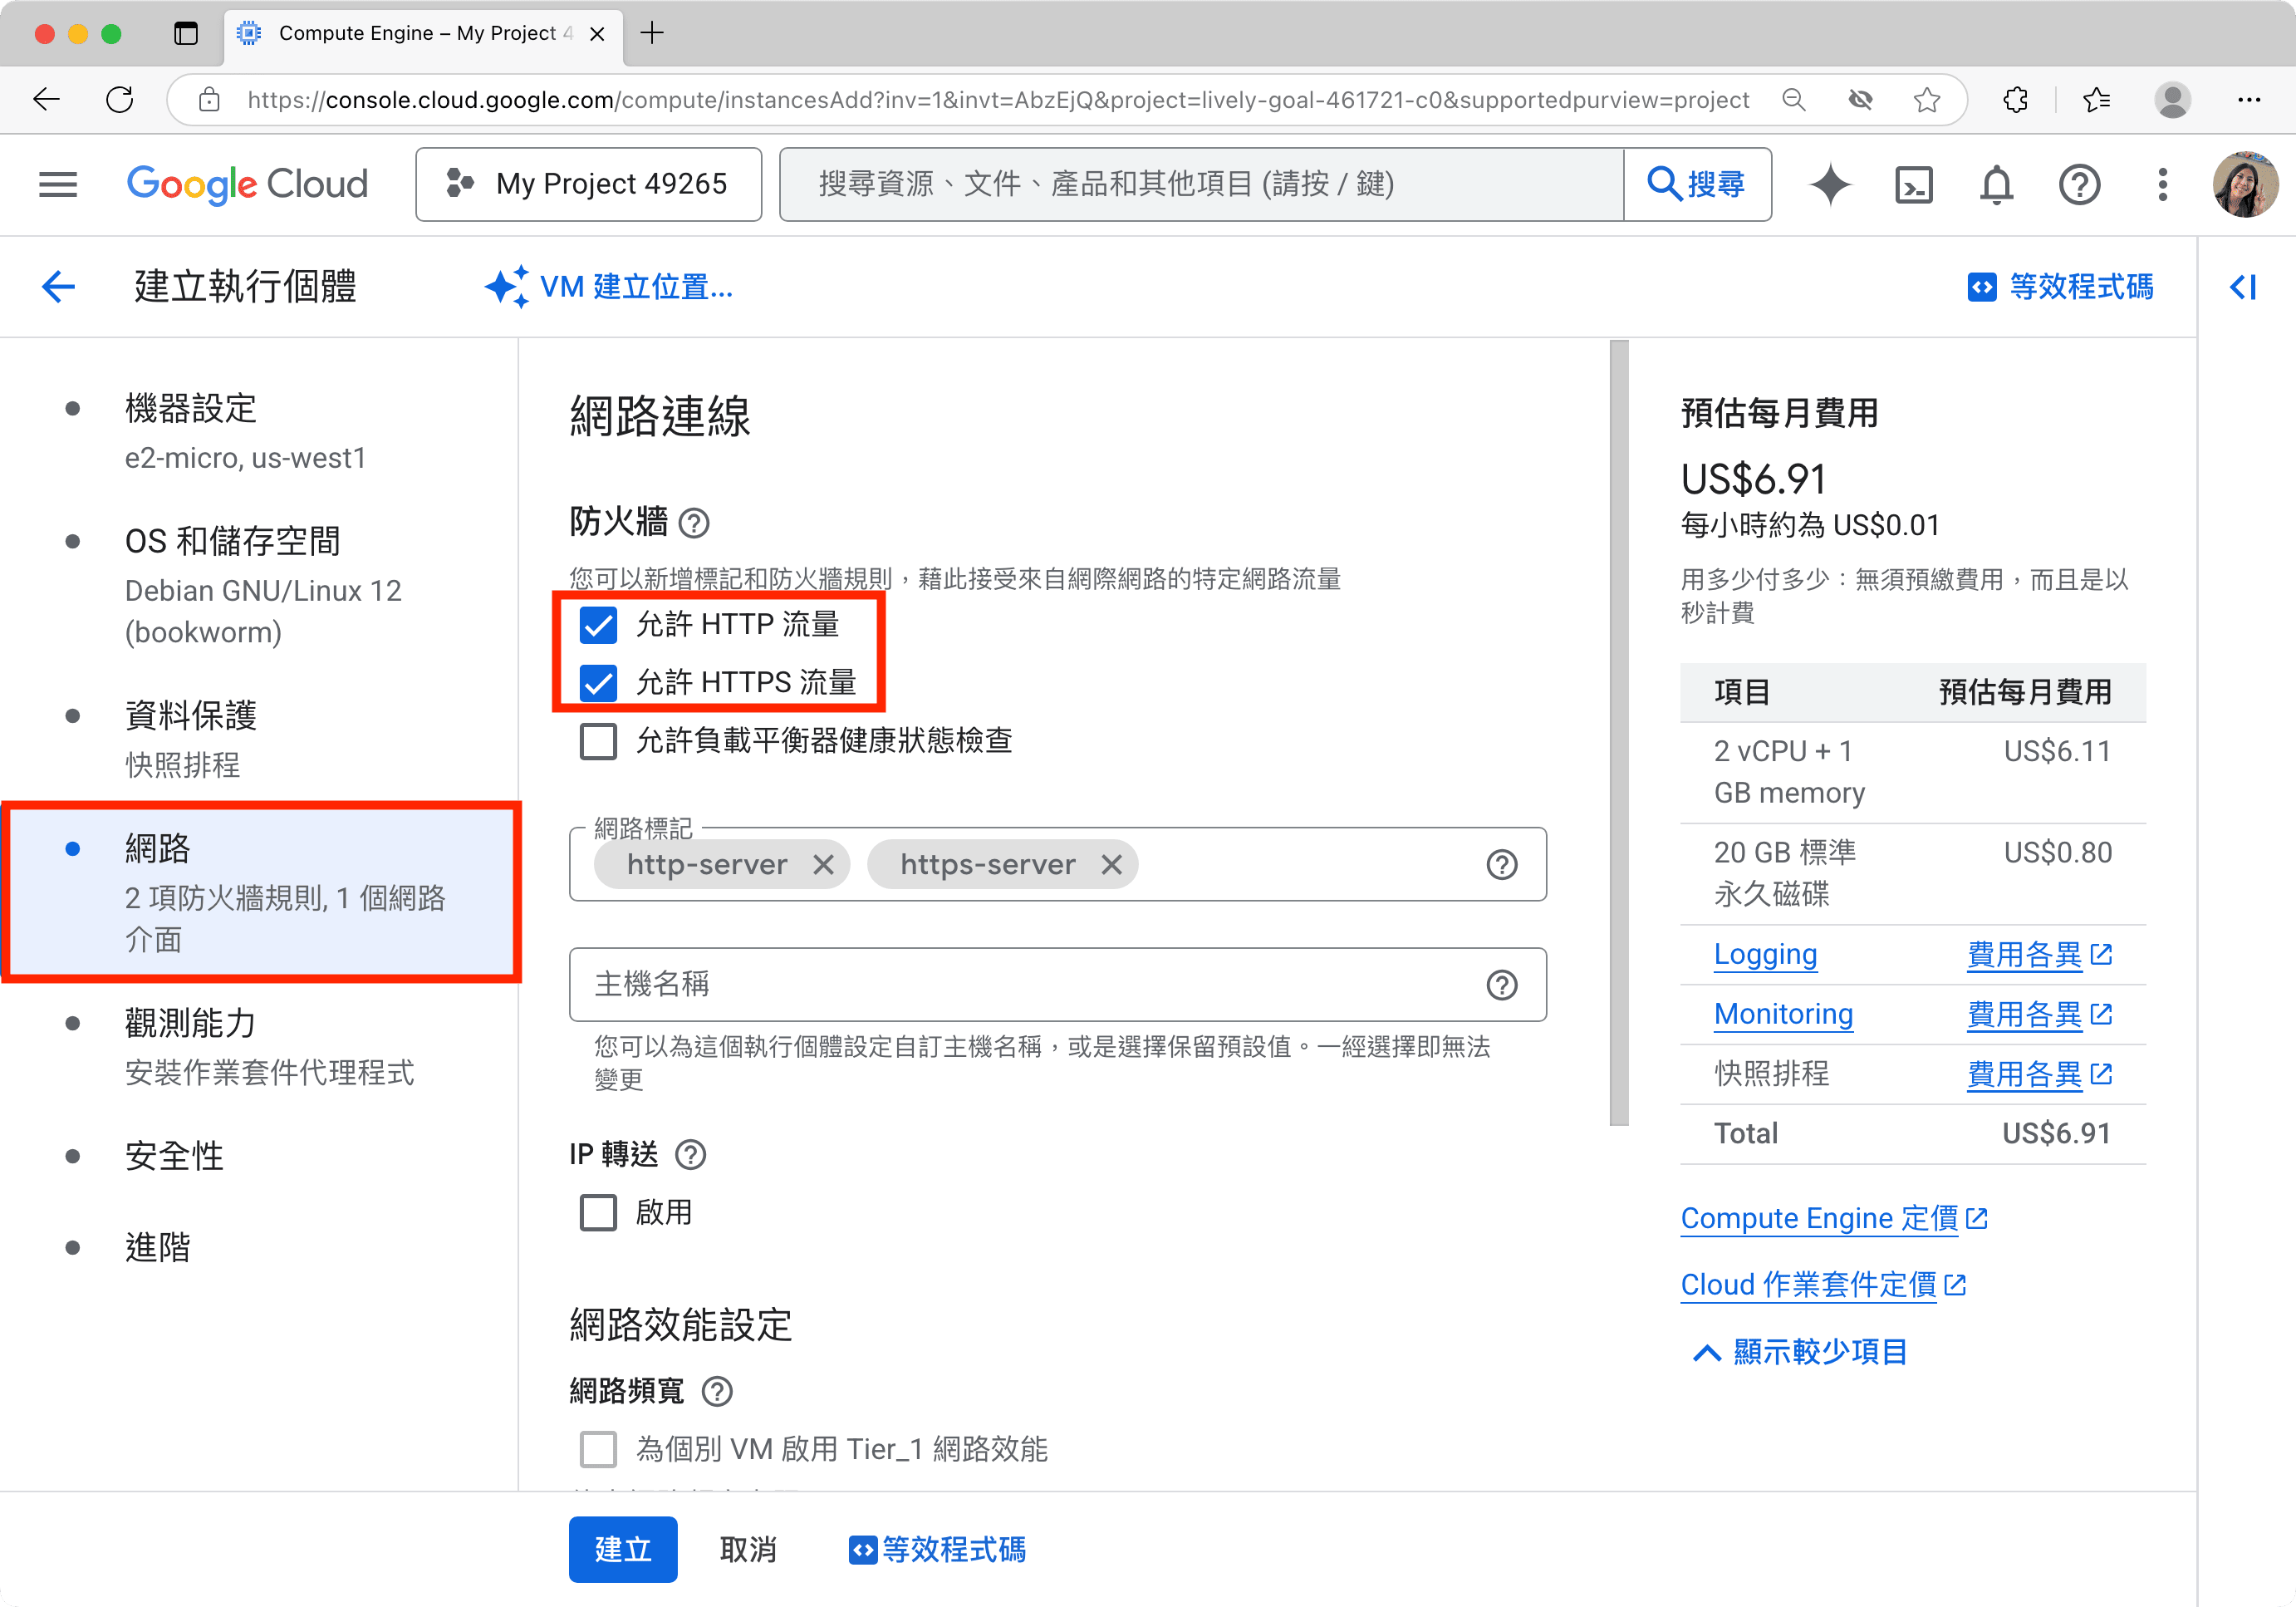 Compute Engine – My Project 4
https://console.cloud.google.com/compute/instancesAdd?inv=1&invt=AbzEjQ&project=lively-goal-461721-c0&supportedpurview=project
Google Cloud
My Project 49265
搜尋資源、文件、產品和其他項目 (請按 / 鍵)
搜尋
建立執行個體
VM 建立位置...
等效程式碼
機器設定
e2-micro, us-west1
OS 和儲存空間
Debian GNU/Linux 12
(bookworm)
資料保護
快照排程
網路
2 項防火牆規則, 1 個網路
介面
觀測能力
安裝作業套件代理程式
安全性
進階
網路連線
防火牆
您可以新增標記和防火牆規則，藉此接受來自網際網路的特定網路流量
允許 HTTP 流量
允許 HTTPS 流量
允許負載平衡器健康狀態檢查
網路標記
http-server
https-server
主機名稱
您可以為這個執行個體設定自訂主機名稱，或是選擇保留預設值。一經選擇即無法
變更
IP 轉送
啟用
網路效能設定
網路頻寬
為個別 VM 啟用 Tier_1 網路效能
建立
取消
等效程式碼
預估每月費用
US$6.91
每小時約為 US$0.01
用多少付多少：無須預繳費用，而且是以
秒計費
項目
預估每月費用
2 vCPU + 1
GB memory
US$6.11
20 GB 標準
永久磁碟
US$0.80
Logging
費用各異
Monitoring
費用各異
快照排程
費用各異
Total
US$6.91
Compute Engine 定價
Cloud 作業套件定價
顯示較少項目